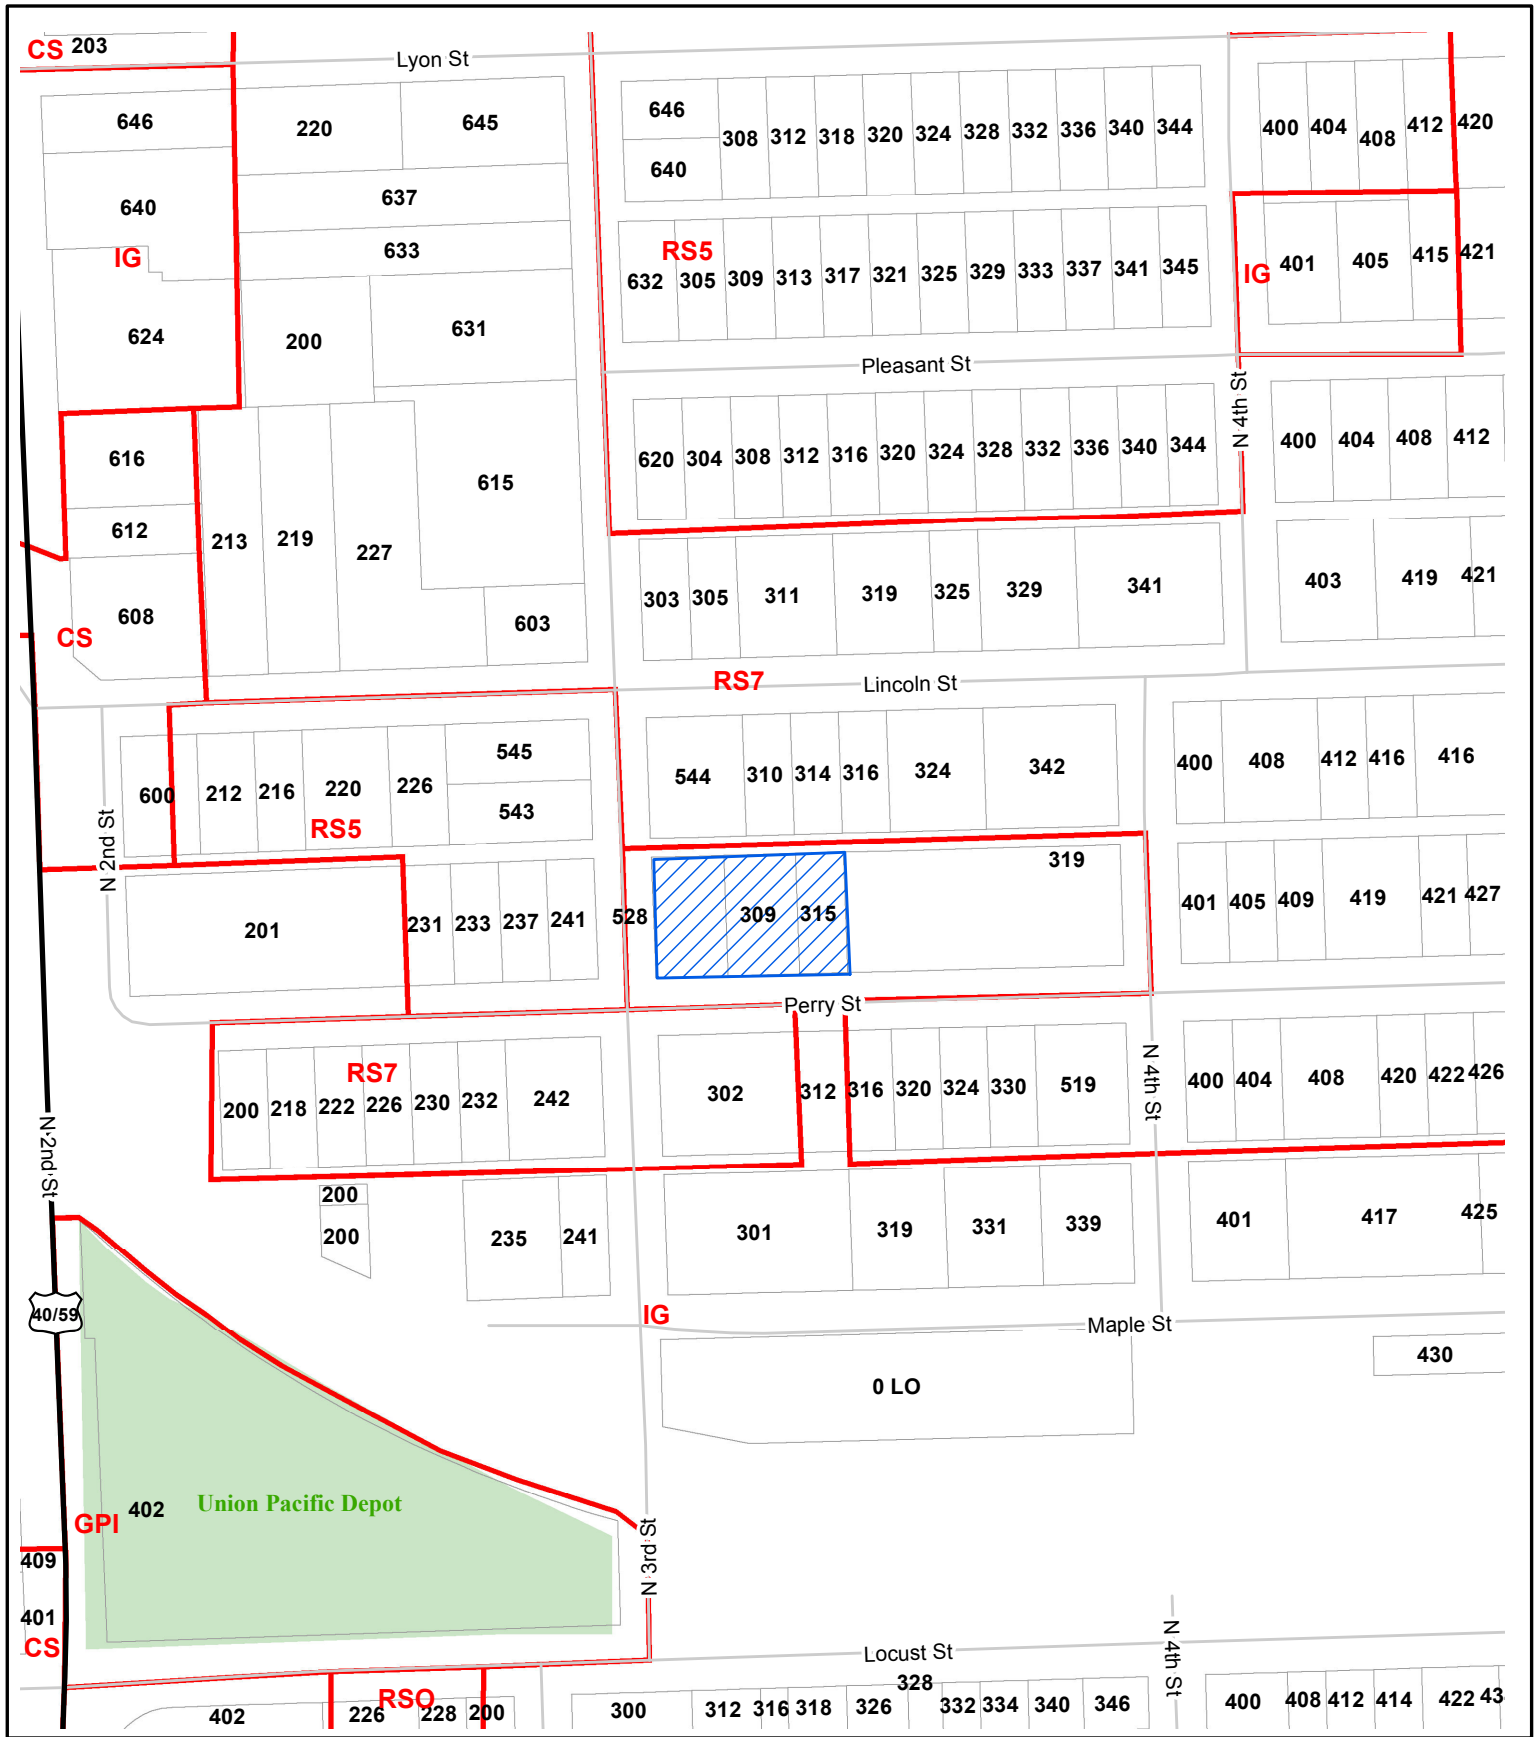 CS 203
Lyon St
646 220 645
646 308 312 318 320 324 328 332 336 340 344
640
400 404 408 412 420
640 637
633
IG
RS5
632 305 309 313 317 321 325 329 333 337 341 345
IG 401 405 415 421
624 200 631
Pleasant St
N 4th St
616 615
620 304 308 312 316 320 324 328 332 336 340 344
400 404 408 412
612 213 219 227
608 603
CS
303 305 311 319 325 329 341
403 419 421
RS7
Lincoln St
600 212 216 220 226 545
543
RS5
544 310 314 316 324 342
400 408 412 416 416
N 2nd St
201 231 233 237 241
528 309 315 319
401 405 409 419 421 427
Perry St
RS7
200 218 222 226 230 232 242
302 312 316 320 324 330 519
N 4th St
400 404 408 420 422 426
N 2nd St
200
200
235 241
301 319 331 339
401 417 425
40/59
IG
Maple St
430
0 LO
402
Union Pacific Depot
GPI
409
401
CS
N 3rd St
N 4th St
Locust St
RSO
402 226 228 200
300 312 316 318 326 328 332 334 340 346
400 408 412 414 422